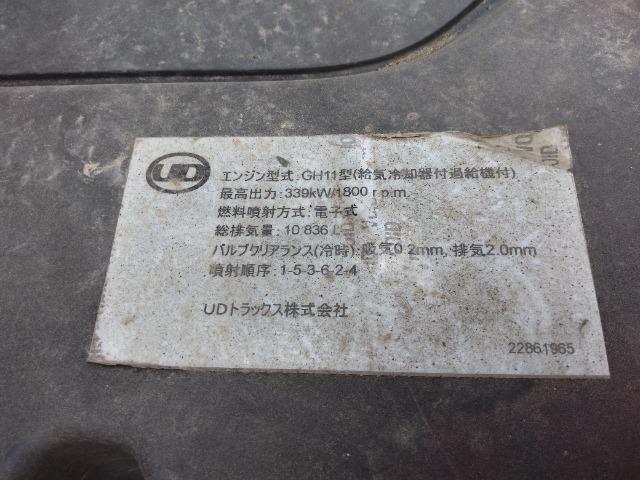 UD
エンジン型式:GH11型(給気冷却器付過給機付)
最高出力:339kW/1800 r.p.m.
燃料噴射方式:電子式
総排気量:10.836 L
バルブクリアランス(冷時):吸気0.2mm, 排気2.0mm
噴射順序:1-5-3-6-2-4
UDトラックス株式会社
22861965